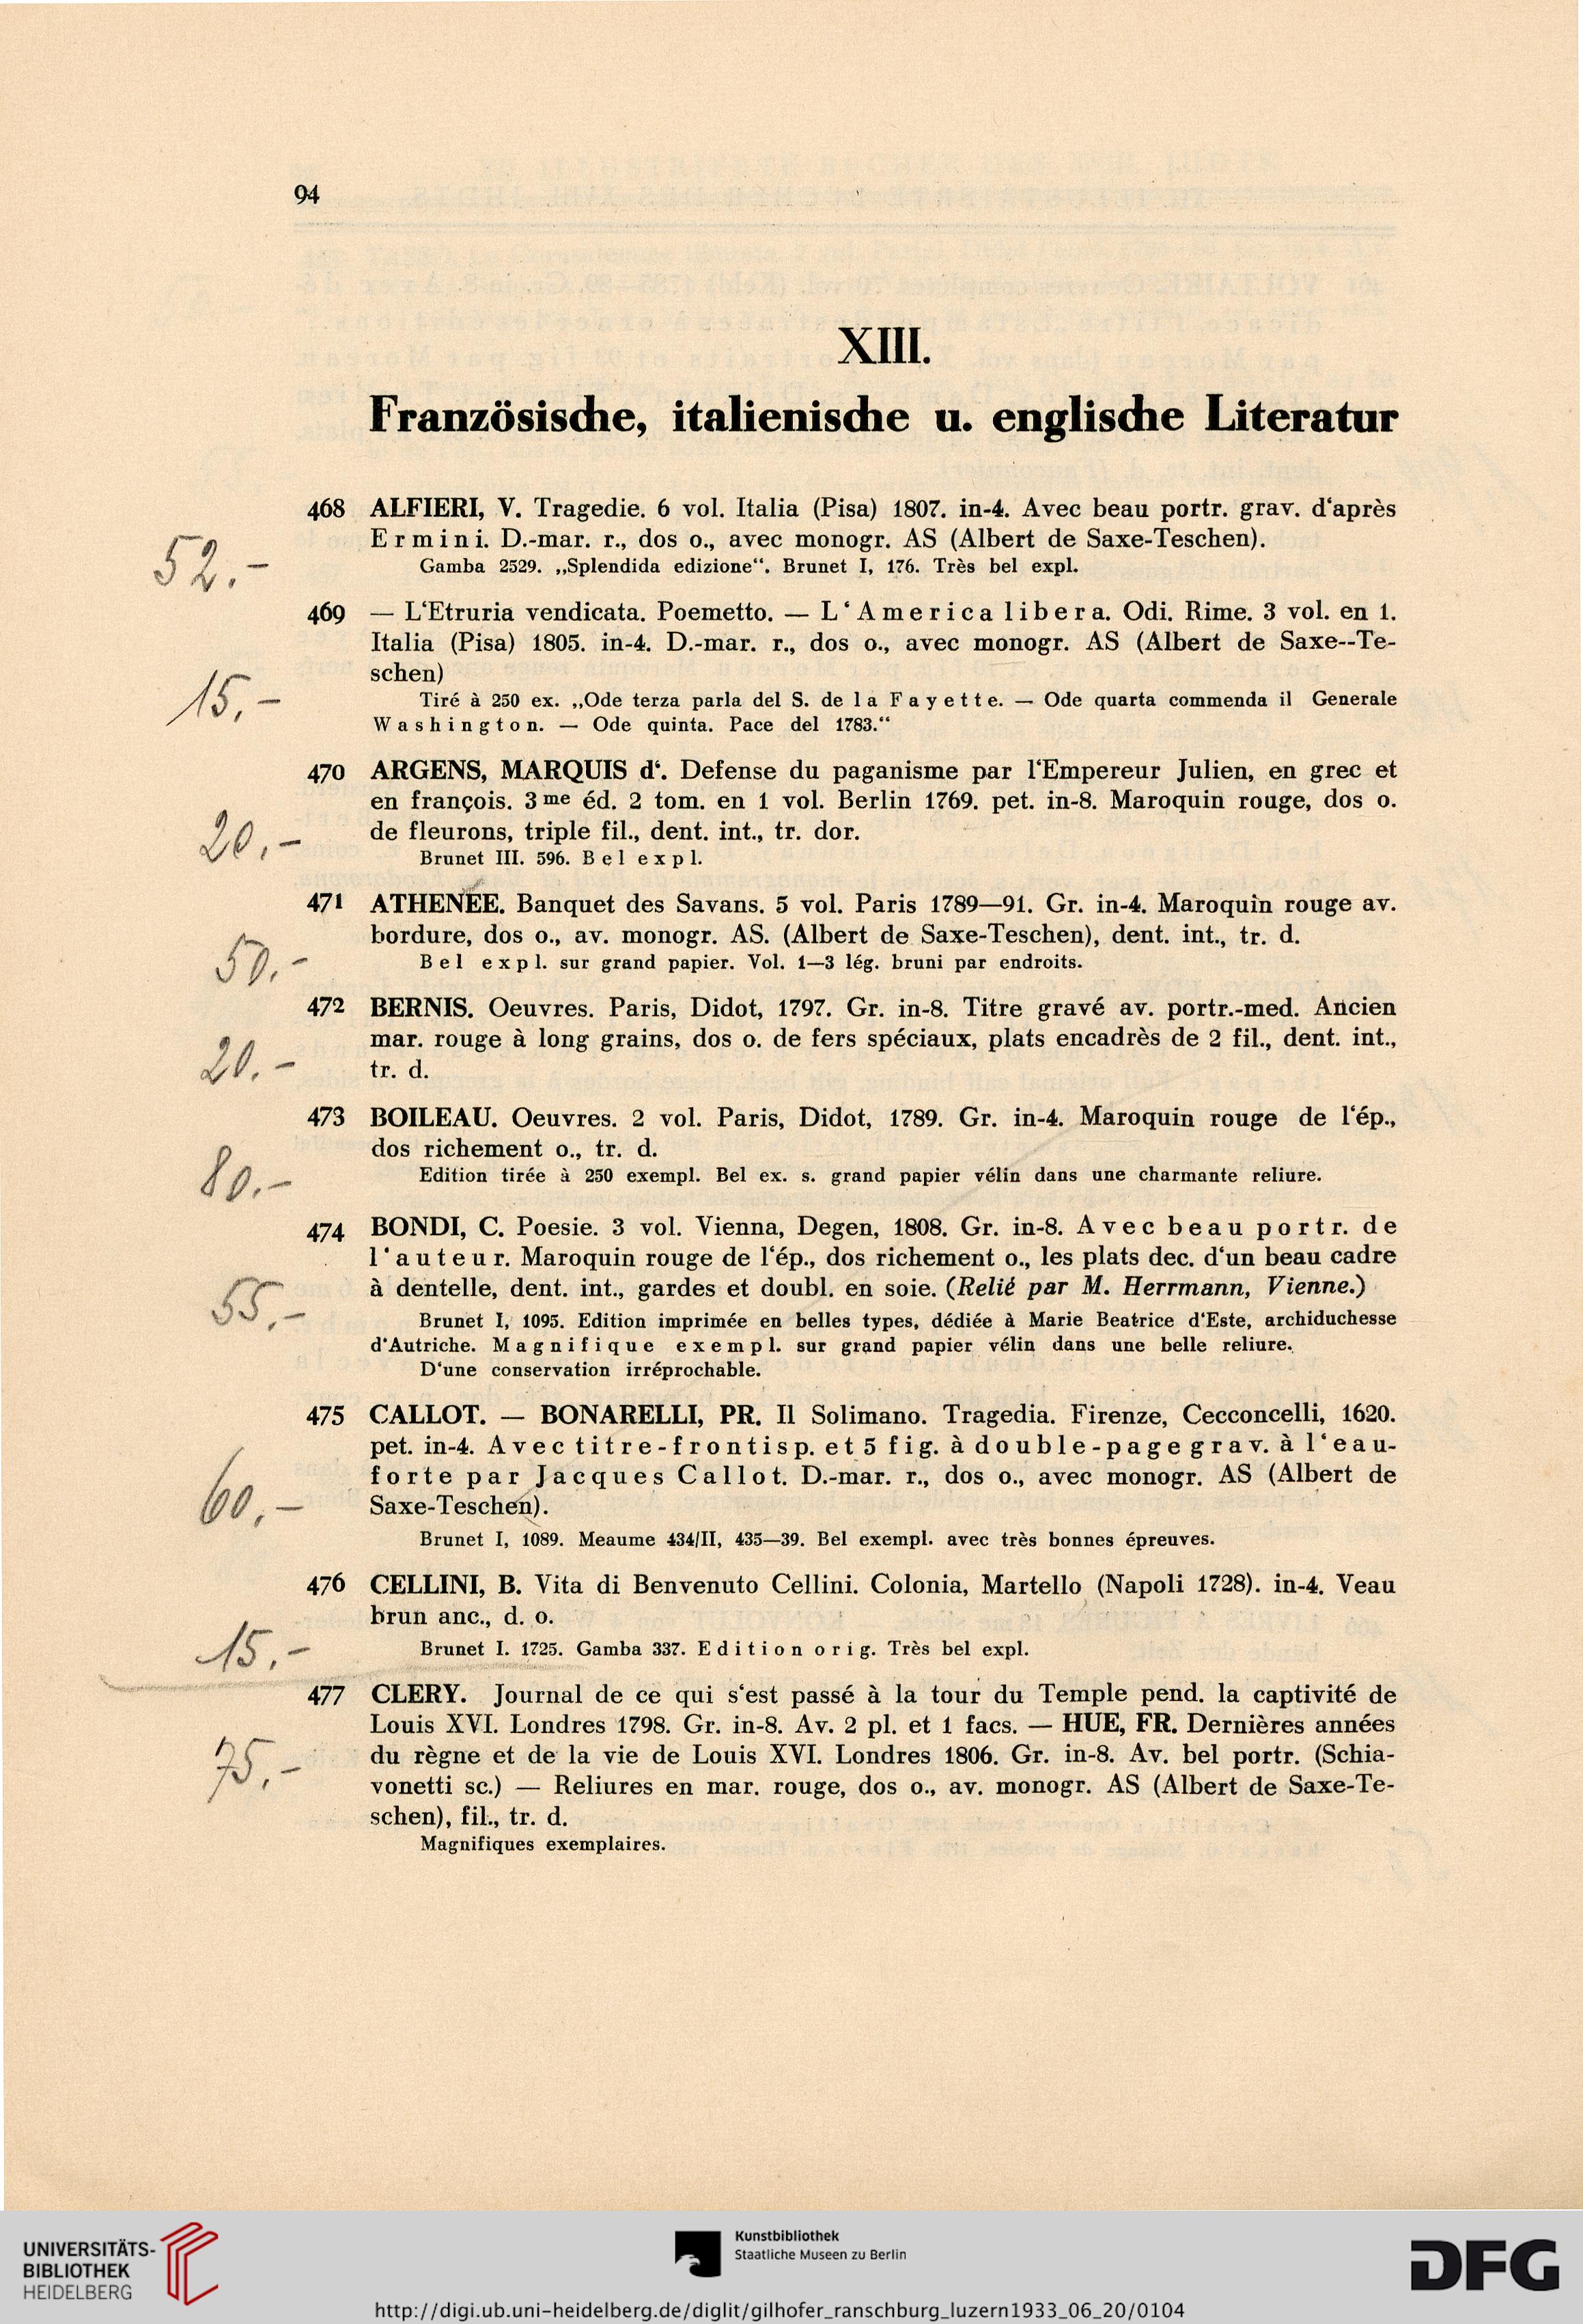 94
XIII.
Französische, italienische u. englische Literatur
468 ALFIERI, V. Tragedie. 6 vol. Italia (Pisa) 1807. in-4. Avec beau portr. grav. d‘après
Ermini. D.-mar. r., dos o., avec monogr. AS (Albert de Saxe-Teschen).
52.-
Gamba 2529. „Splendida edizione“. Brunet I, 176. Très bel expl.
469 — L‘Etruria vendicata. Poemetto. — L‘America libera. Odi. Rime. 3 vol. en 1.
Italia (Pisa) 1805. in-4. D.-mar. r., dos o., avec monogr. AS (Albert de Saxe--Te-
schen)
15.-
Tiré à 250 ex. „Ode terza parla del S. de la Fayette. — Ode quarta commenda il Generale
Washington. — Ode quinta. Pace del 1783.“
470 ARGENS, MARQUIS d‘. Defense du paganisme par l‘Empereur Julien, en grec et
en françois. 3me éd. 2 tom. en 1 vol. Berlin 1769. pet. in-8. Maroquin rouge, dos o.
de fleurons, triple fil., dent. int., tr. dor.
20.-
Brunet III. 596. Bel expl.
471 ATHENÉE. Banquet des Savans. 5 vol. Paris 1789—91. Gr. in-4. Maroquin rouge av.
bordure, dos o., av. monogr. AS. (Albert de Saxe-Teschen), dent. int., tr. d.
50.-
Bel expl. sur grand papier. Vol. 1—3 lég. bruni par endroits.
472 BERNIS. Oeuvres. Paris, Didot, 1797. Gr. in-8. Titre gravé av. portr.-med. Ancien
mar. rouge à long grains, dos o. de fers spéciaux, plats encadrès de 2 fil., dent. int.,
20.- tr. d.
473 BOILEAU. Oeuvres. 2 vol. Paris, Didot, 1789. Gr. in-4. Maroquin rouge de l‘ép.,
dos richement o., tr. d.
80.-
Edition tirée à 250 exempl. Bel ex. s. grand papier vélin dans une charmante reliure.
474 BONDI, C. Poesie. 3 vol. Vienna, Degen, 1808. Gr. in-8. Avec beau portr. de
l‘auteur. Maroquin rouge de l‘ép., dos richement o., les plats dec. d‘un beau cadre
à dentelle, dent. int., gardes et doubl. en soie. (Relié par M. Herrmann, Vienne.)
55.-
Brunet I, 1095. Edition imprimée en belles types, dédiée à Marie Beatrice d‘Este, archiduchesse
d‘Autriche. Magnifique exempl. sur grand papier vélin dans une belle reliure.
D‘une conservation irréprochable.
475 CALLOT. — BONARELLI, PR. Il Solimano. Tragedia. Firenze, Cecconcelli, 1620.
pet. in-4. Avec titre-frontisp. et 5 fig. à double-page grav. à l‘eau-
forte par Jacques Callot. D.-mar. r., dos o., avec monogr. AS (Albert de
60.- Saxe-Teschen).
Brunet I, 1089. Meaume 434/II, 435—39. Bel exempl. avec très bonnes épreuves.
476 CELLINI, B. Vita di Benvenuto Cellini. Colonia, Martello (Napoli 1728). in-4. Veau
brun anc., d. o.
15.-
Brunet I. 1725. Gamba 337. Edition orig. Très bel expl.
477 CLERY. Journal de ce qui s‘est passé à la tour du Temple pend. la captivité de
Louis XVI. Londres 1798. Gr. in-8. Av. 2 pl. et 1 facs. — HUE, FR. Dernières années
du règne et de la vie de Louis XVI. Londres 1806. Gr. in-8. Av. bel portr. (Schia-
75.- vonetti sc.) — Reliures en mar. rouge, dos o., av. monogr. AS (Albert de Saxe-Te-
schen), fil., tr. d.
Magnifiques exemplaires.
UNIVERSITÄTS-
BIBLIOTHEK
HEIDELBERG
Kunstbibliothek
Staatliche Museen zu Berlin
DFG
http://digi.ub.uni-heidelberg.de/diglit/gilhofer_ranschburg_luzern1933_06_20/0104